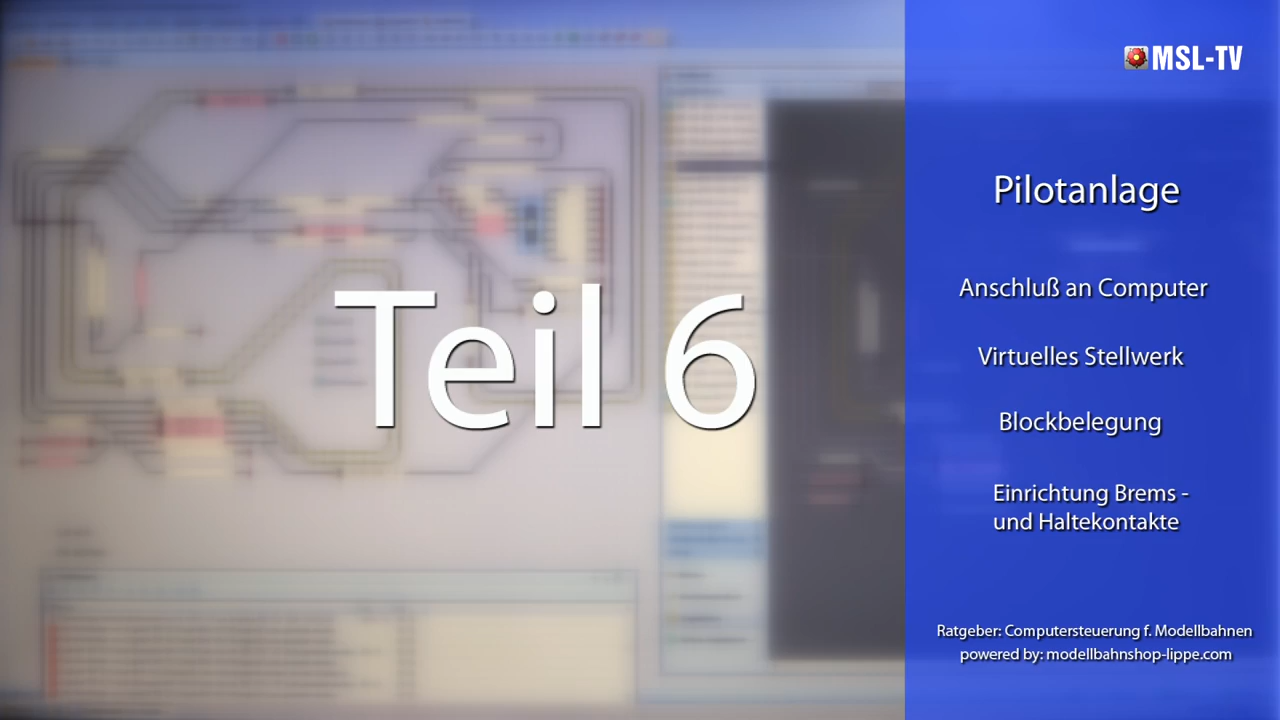 MSL-TV
Pilotanlage
Anschluß an Computer
Virtuelles Stellwerk
Blockbelegung
Einrichtung Brems -
und Haltekontakte
Teil 6
Ratgeber: Computersteuerung f. Modellbahnen
powered by: modellbahnshop-lippe.com